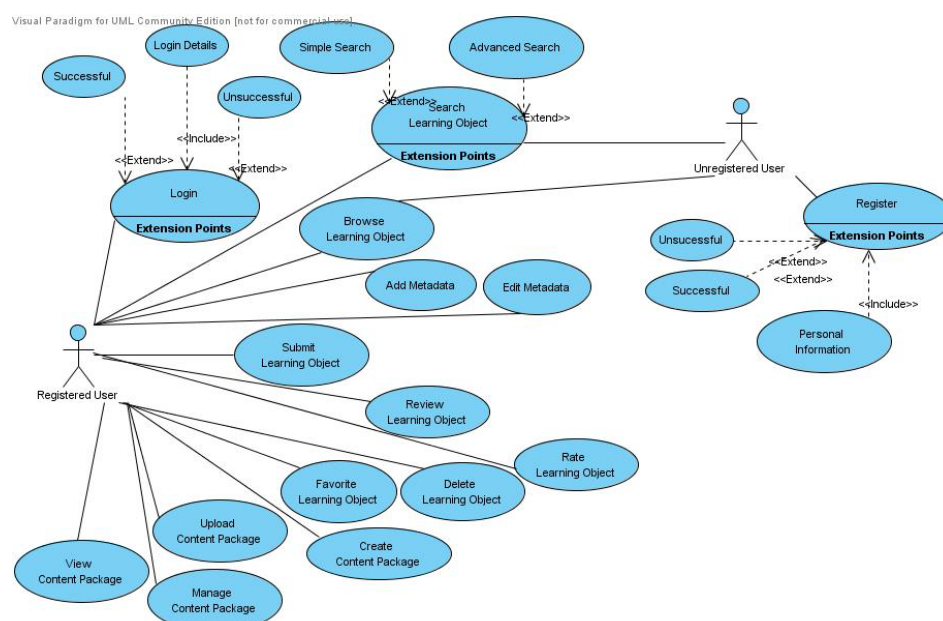 Visual Paradigm for UML Community Edition [not for commercial use]
Login Details
Simple Search
Advanced Search
Successful
Unsuccessful
<<Extend>>
Search
Learning Object
<<Extend>>
Extension Points
<<Include>>
<<Extend>>
<<Extend>>
Unregistered User
Login
Extension Points
Register
Extension Points
Browse
Learning Object
Unsucessful
<<Extend>>
<<Extend>>
Add Metadata
Edit Metadata
Successful
<<Include>>
Personal
Information
Submit
Learning Object
Registered User
Review
Learning Object
Rate
Learning Object
Favorite
Learning Object
Delete
Learning Object
Upload
Content Package
Create
Content Package
View
Content Package
Manage
Content Package